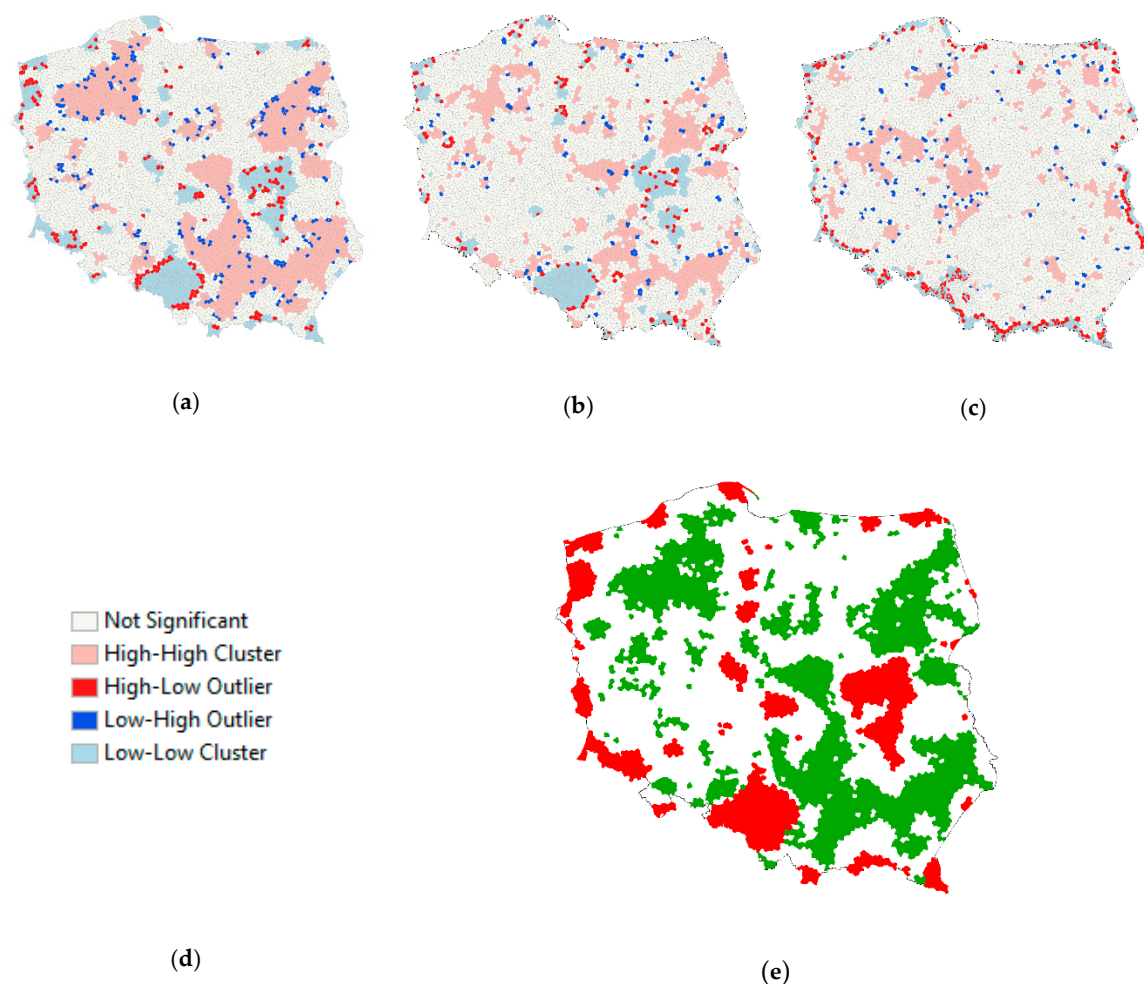 (a)
(b)
(c)
Not Significant
High-High Cluster
High-Low Outlier
Low-High Outlier
Low-Low Cluster
(d)
(e)